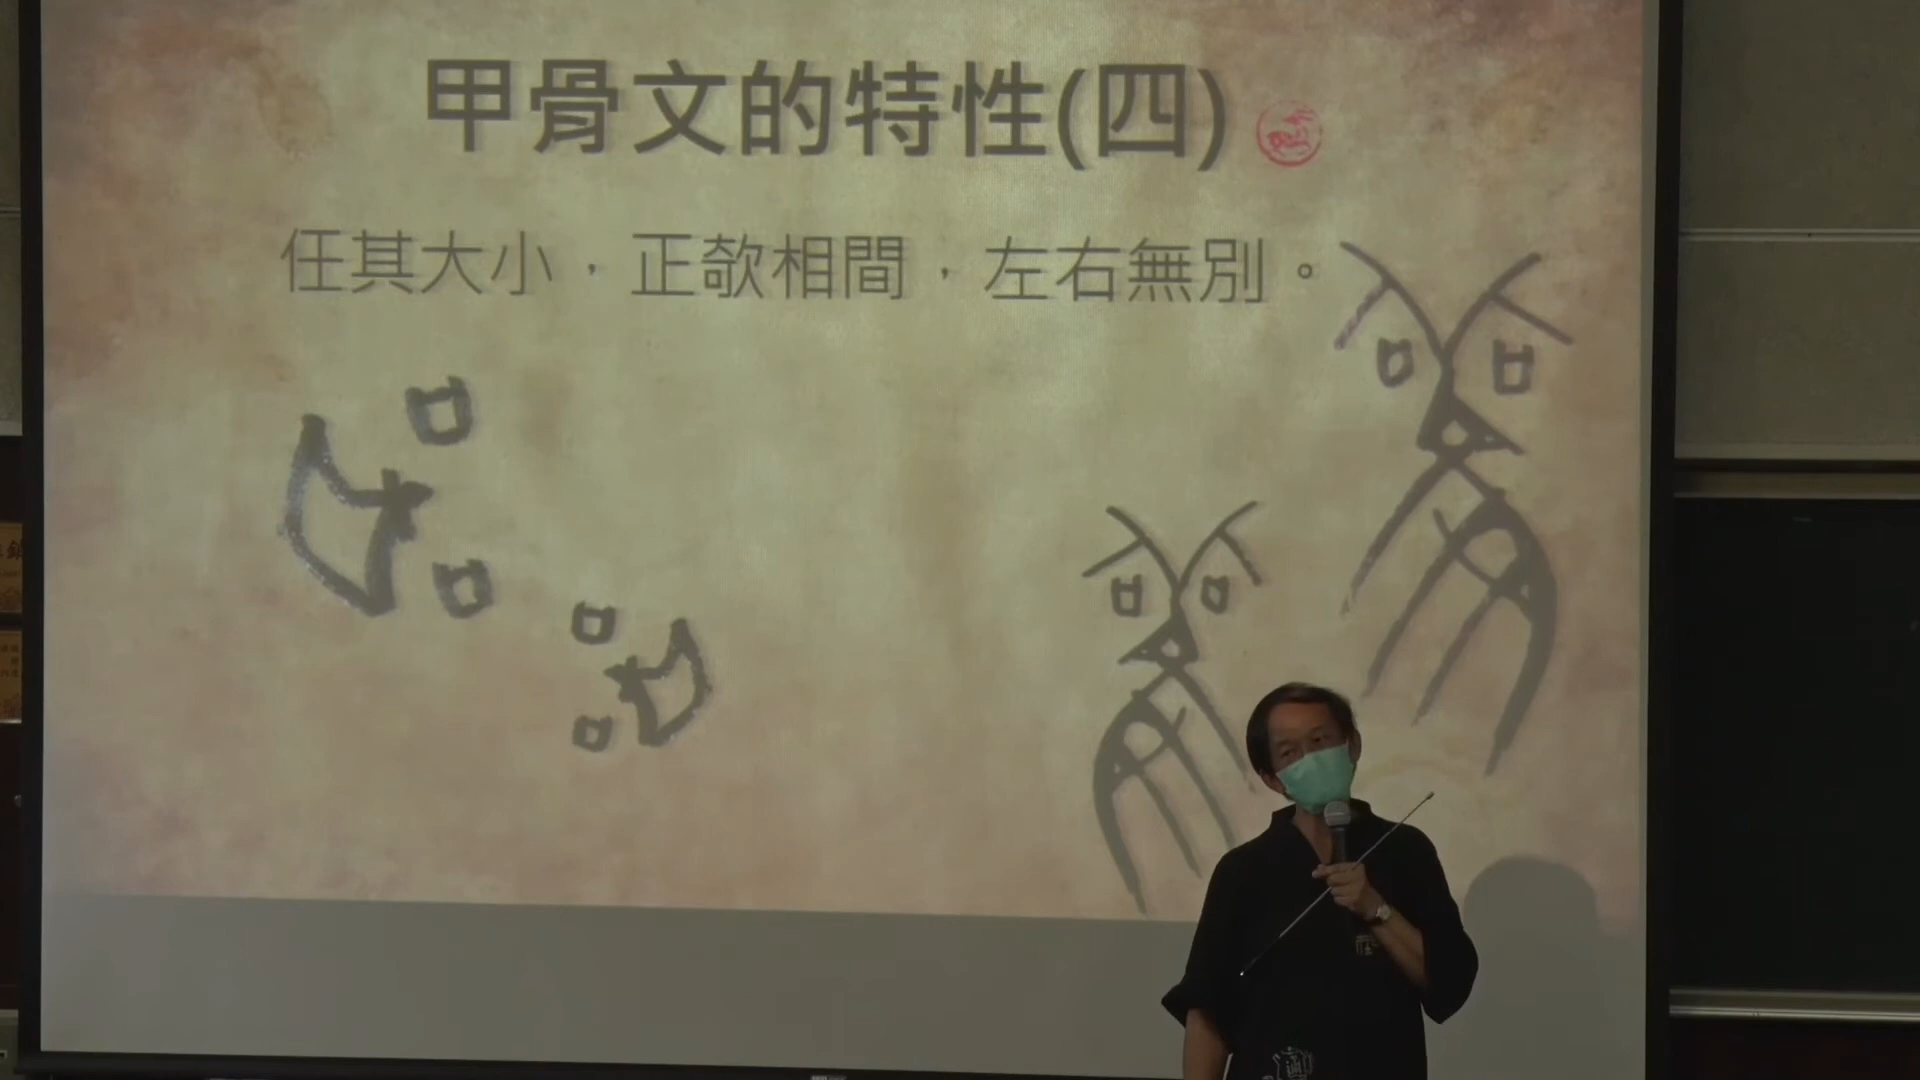 甲骨文的特性(四)
任其大小，正欹相間，左右無別。